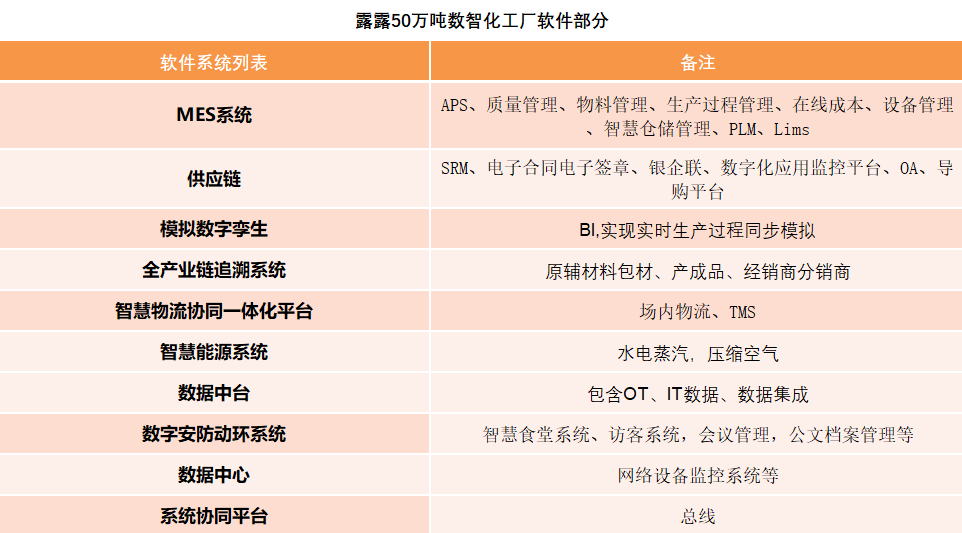 露露50万吨数智化工厂软件部分
软件系统列表
备注
MES系统
APS、质量管理、物料管理、生产过程管理、在线成本、设备管理
、智慧仓储管理、PLM、Lims
供应链
SRM、电子合同电子签章、银企联、数字化应用监控平台、OA、导
购平台
模拟数字孪生
BI,实现实时生产过程同步模拟
全产业链追溯系统
原辅材料包材、产成品、经销商分销商
智慧物流协同一体化平台
场内物流、TMS
智慧能源系统
水电蒸汽，压缩空气
数据中台
包含OT、IT数据、数据集成
数字安防动环系统
智慧食堂系统、访客系统，会议管理，公文档案管理等
数据中心
网络设备监控系统等
系统协同平台
总线